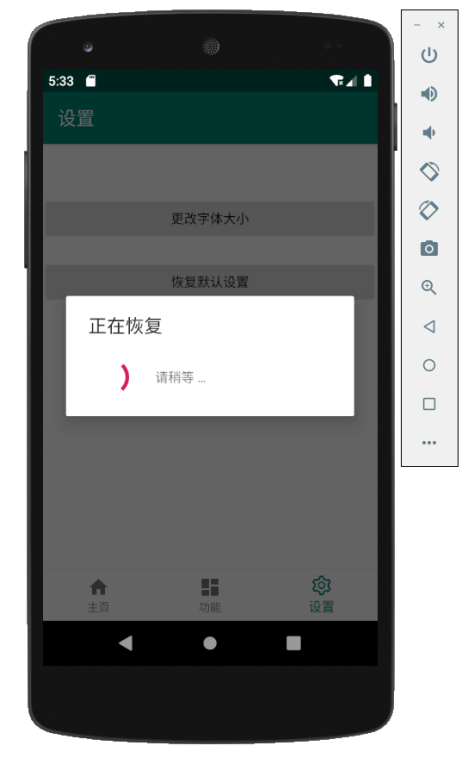 5:33
设置
更改字体大小
恢复默认设置
正在恢复
请稍等 ...
主页
功能
设置